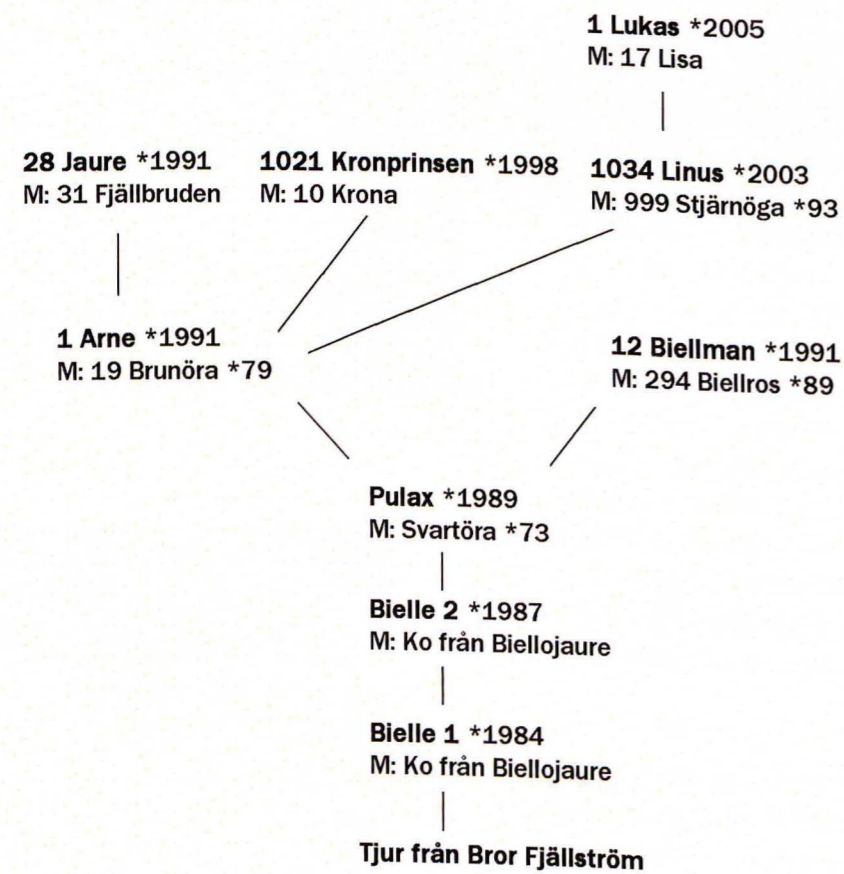 1 Lukas *2005
M: 17 Lisa
28 Jaure *1991
M: 31 Fjällbruden
1021 Kronprinsen *1998
M: 10 Krona
1034 Linus *2003
M: 999 Stjärnöga *93
1 Arne *1991
M: 19 Brunöra *79
12 Biellman *1991
M: 294 Biellros *89
Pulax *1989
M: Svartöra *73
Bielle 2 *1987
M: Ko från Biellojaure
Bielle 1 *1984
M: Ko från Biellojaure
Tjur från Bror Fjällström